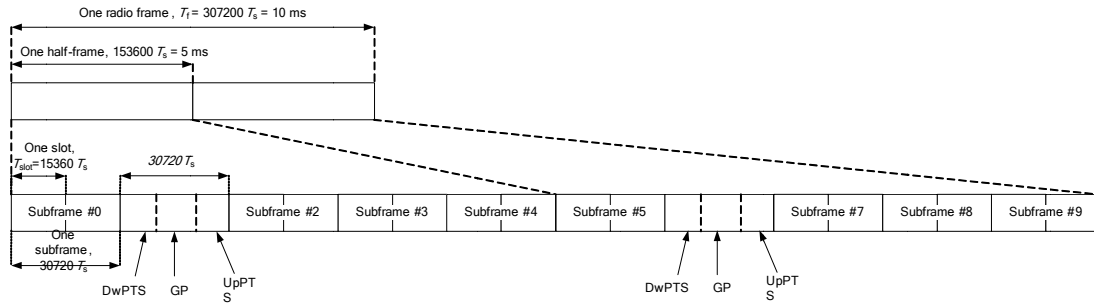 One radio frame , Tf = 307200 Ts = 10 ms
One half-frame, 153600 Ts = 5 ms
One slot,
Tslot=15360 Ts
30720 Ts
Subframe #0 Subframe #2 Subframe #3 Subframe #4 Subframe #5 Subframe #7 Subframe #8 Subframe #9
One
subframe ,
30720 Ts
DwPTS GP UpPT
S
DwPTS GP UpPT
S